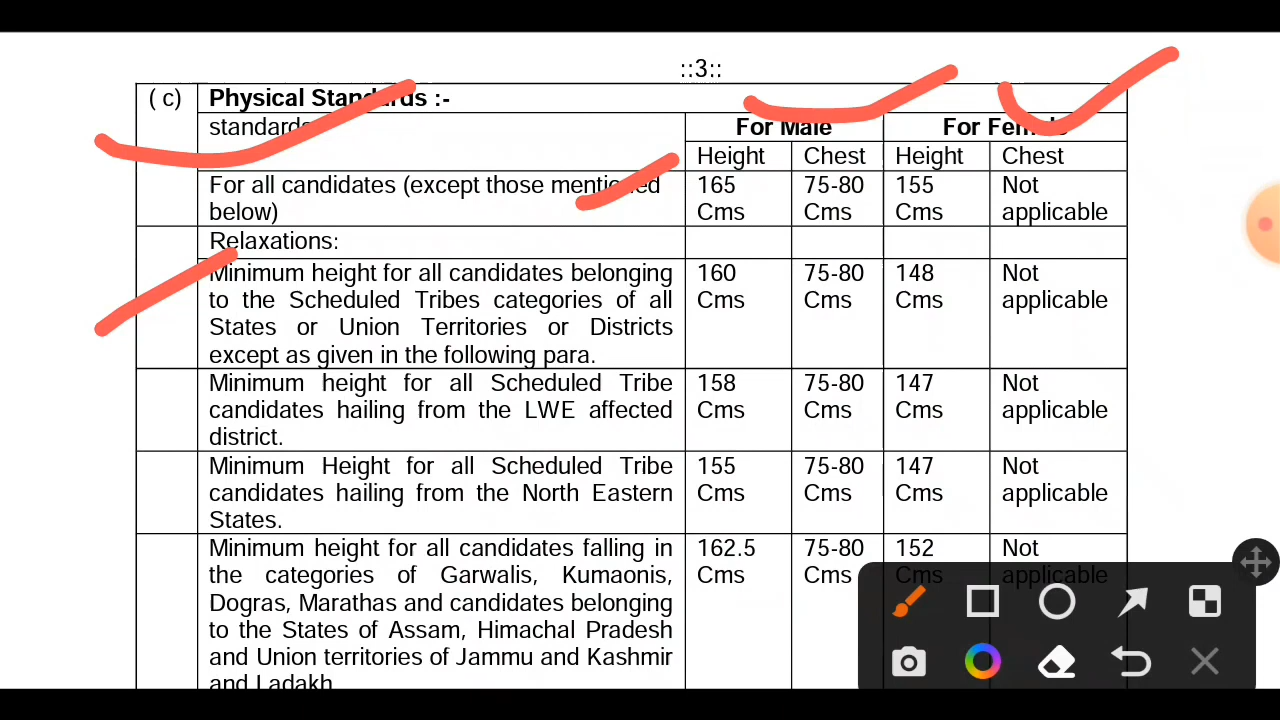 ::3::
( c) Physical Standards :-
standards For Male For Female
Height Chest Height Chest
For all candidates (except those mentioned 165 75-80 155 Not
below) Cms Cms Cms applicable
Relaxations:
Minimum height for all candidates belonging 160 75-80 148 Not
to the Scheduled Tribes categories of all Cms Cms Cms applicable
States or Union Territories or Districts
except as given in the following para.
Minimum height for all Scheduled Tribe 158 75-80 147 Not
candidates hailing from the LWE affected Cms Cms Cms applicable
district.
Minimum Height for all Scheduled Tribe 155 75-80 147 Not
candidates hailing from the North Eastern Cms Cms Cms applicable
States.
Minimum height for all candidates falling in 162.5 75-80 152 Not
the categories of Garwalis, Kumaonis, Cms Cms Cms applicable
Dogras, Marathas and candidates belonging
to the States of Assam, Himachal Pradesh
and Union territories of Jammu and Kashmir
and Ladakh